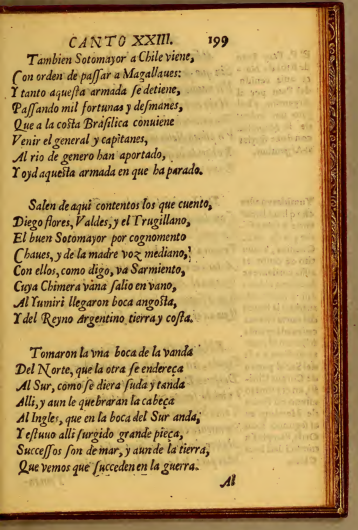 CANTO XXIII. 199
Tambien Sotomayor a Chile viene,
Con orden de paſſar a Magallaues:
Y tanto aqueſta armada ſe detiene,
Paſſando mil fortunas y deſmanes,
Que a la coſta Braſilica conuiene
Venir el general y capitanes,
Al rio de genero han aportado,
Y oyd aqueſta armada en que ha parado.
Salen de aqui contentos los que cuento,
Diego flores, Valdes, y el Trugillano,
El buen Sotomayor por cognomento
Chaues, y de la madre voz mediano,
Con ellos, como digo, va Sarmiento,
Cuya Chimera vana ſalio en vano,
Al Yumiri llegaron boca angoſta,
Y del Reyno Argentino tierra y coſta.
Tomaron la vna boca de la vanda
Del Norte, que la otra ſe endereça
Al Sur, como ſe diera ſuda y tanda
Alli, y aun le quebraran la cabeça
Al Ingles, que en la boca del Sur anda,
Y eſtuuo alli ſurgido grande pieça,
Succeſſos ſon de mar, y aun de la tierra,
Que vemos que ſucceden en la guerra.
Al